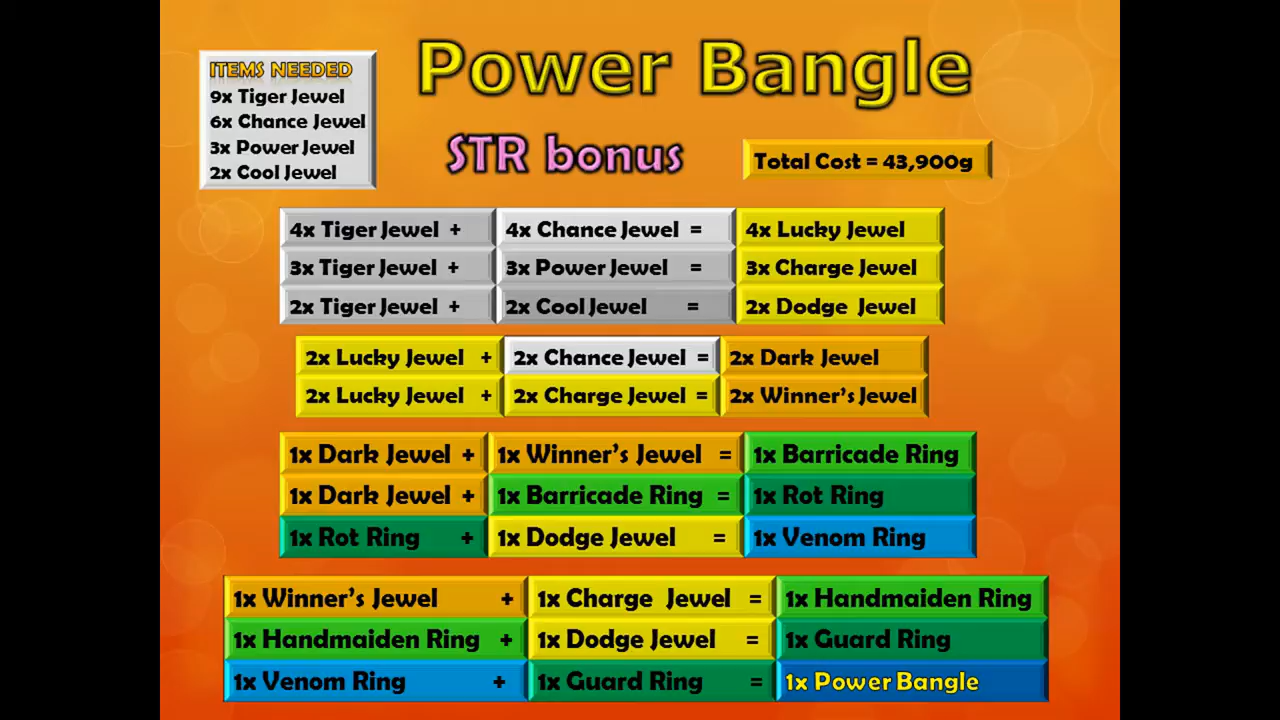 Power Bangle
ITEMS NEEDED
9x Tiger Jewel
6x Chance Jewel
3x Power Jewel
2x Cool Jewel
STR bonus
Total Cost = 43,900g
4x Tiger Jewel + 4x Chance Jewel = 4x Lucky Jewel
3x Tiger Jewel + 3x Power Jewel = 3x Charge Jewel
2x Tiger Jewel + 2x Cool Jewel = 2x Dodge Jewel
2x Lucky Jewel + 2x Chance Jewel = 2x Dark Jewel
2x Lucky Jewel + 2x Charge Jewel = 2x Winner's Jewel
1x Dark Jewel + 1x Winner's Jewel = 1x Barricade Ring
1x Dark Jewel + 1x Barricade Ring = 1x Rot Ring
1x Rot Ring + 1x Dodge Jewel = 1x Venom Ring
1x Winner's Jewel + 1x Charge Jewel = 1x Handmaiden Ring
1x Handmaiden Ring + 1x Dodge Jewel = 1x Guard Ring
1x Venom Ring + 1x Guard Ring = 1x Power Bangle